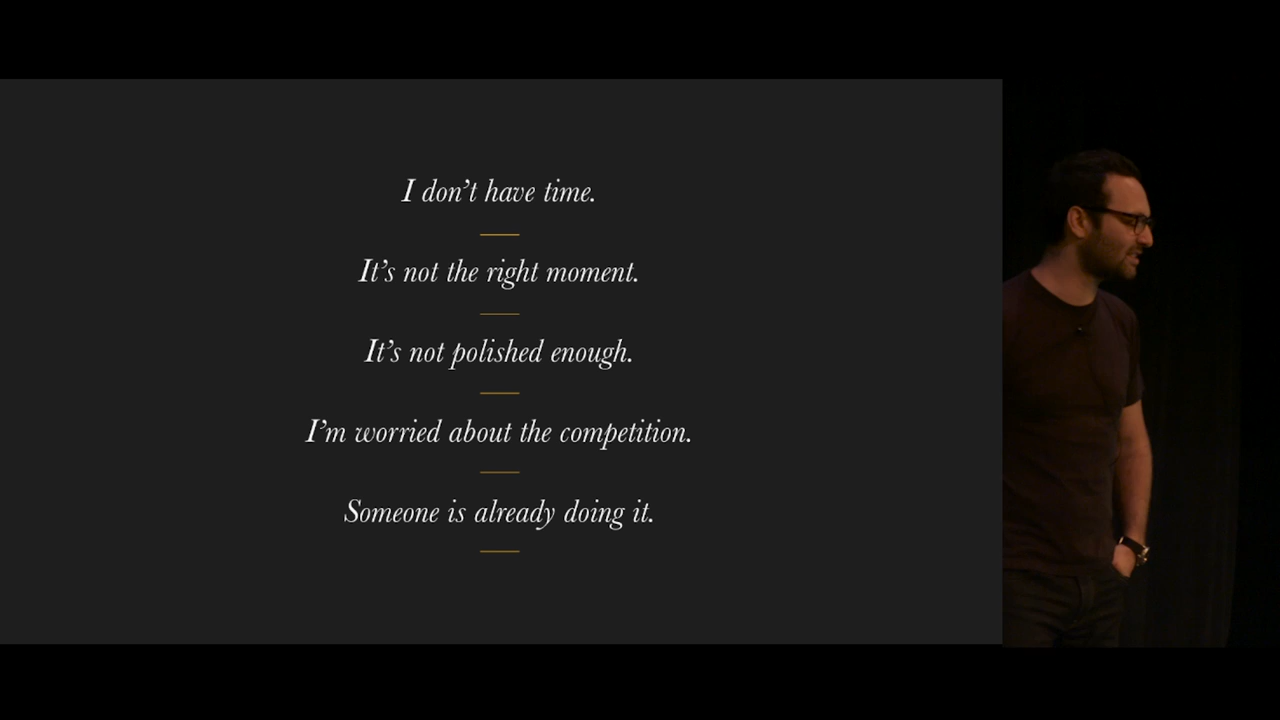 I don’t have time.
It’s not the right moment.
It’s not polished enough.
I’m worried about the competition.
Someone is already doing it.